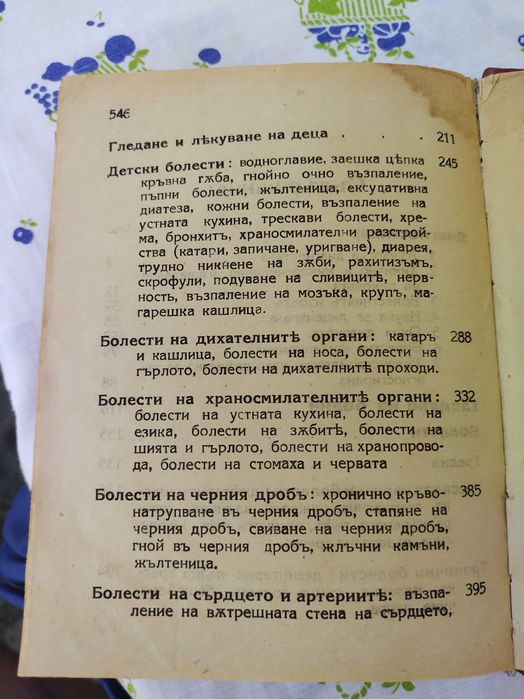 546
Гледане и лѣкуване на деца . . . 211
Детски болести: водноглавие, заешка цѣпка 245
кръвна гѫба, гнойно очно възпаление,
пъпни болести, жълтеница, ексудативна
диатеза, кожни болести, възпаление на
устната кухина, трескави болести, хре-
ма, бронхитъ, храносмилателни разстрой-
ства (катари, запичане, уригване), диарея,
трудно никнене на зѫби, рахитизъмъ,
скрофули, подуване на сливицитѣ, нерв-
ность, възпаление на мозъка, крупъ, ма-
гарешка кашлица.
Болести на дихателнитѣ органи: катаръ 288
и кашлица, болести на носа, болести на
гърлото, болести на дихателнитѣ проходи.
Болести на храносмилателнитѣ органи: 332
болести на устната кухина, болести на
езика, болести на зѫбитѣ, болести на
шията и гърлото, болести на хранопрово-
да, болести на стомаха и червата
Болести на черния дробъ: хронично кръво- 385
натрупване въ черния дробъ, стапяне на
черния дробъ, свиване на черния дробъ,
гной въ черния дробъ, жлъчни камъни,
жълтеница.
Болести на сърдцето и артериитѣ: възпа- 395
ление на вѫтрешната стена на сърдцето,